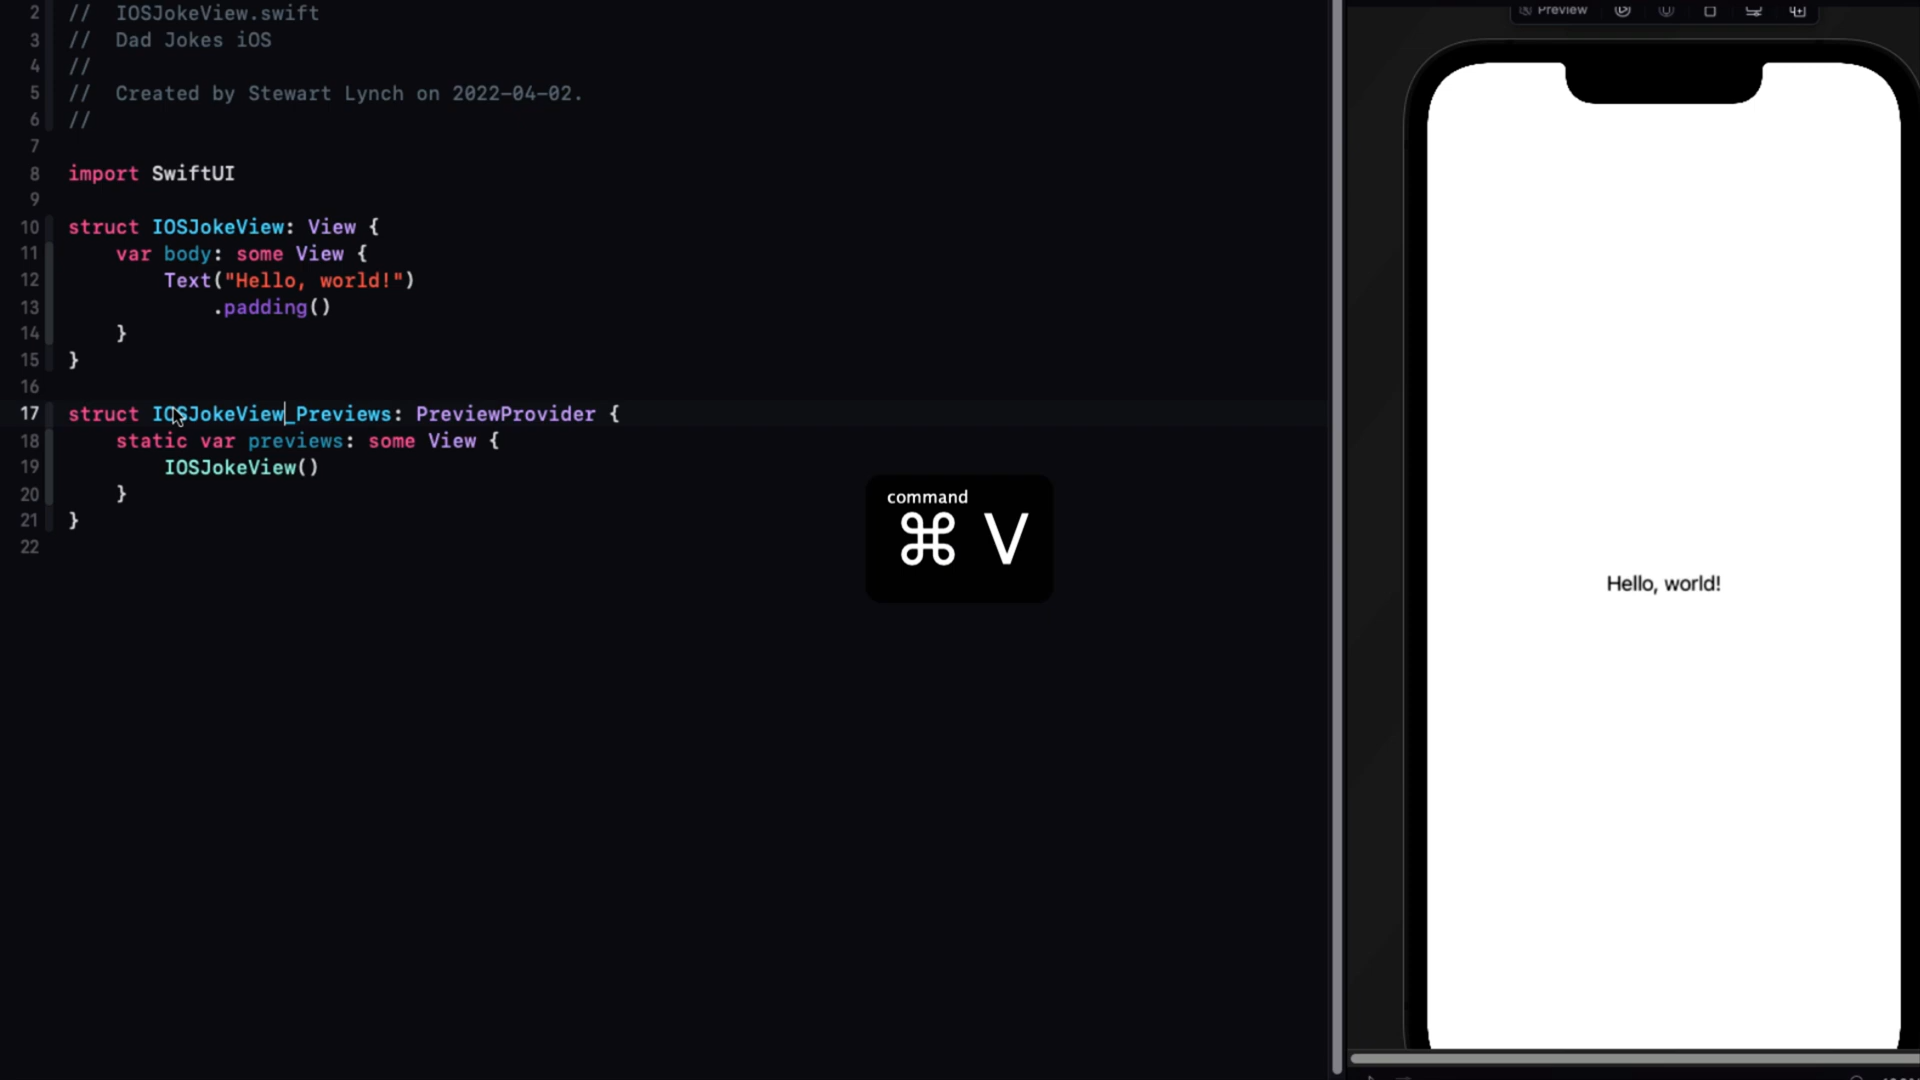 2 //  IOSJokeView.swift
3 //  Dad Jokes iOS
4 //
5 //  Created by Stewart Lynch on 2022-04-02.
6 //
7
8 import SwiftUI
9
10 struct IOSJokeView: View {
11     var body: some View {
12         Text("Hello, world!")
13             .padding()
14     }
15 }
16
17 struct IOSJokeView_Previews: PreviewProvider {
18     static var previews: some View {
19         IOSJokeView()
20     }
21 }
22
command
⌘ V
Preview
Hello, world!